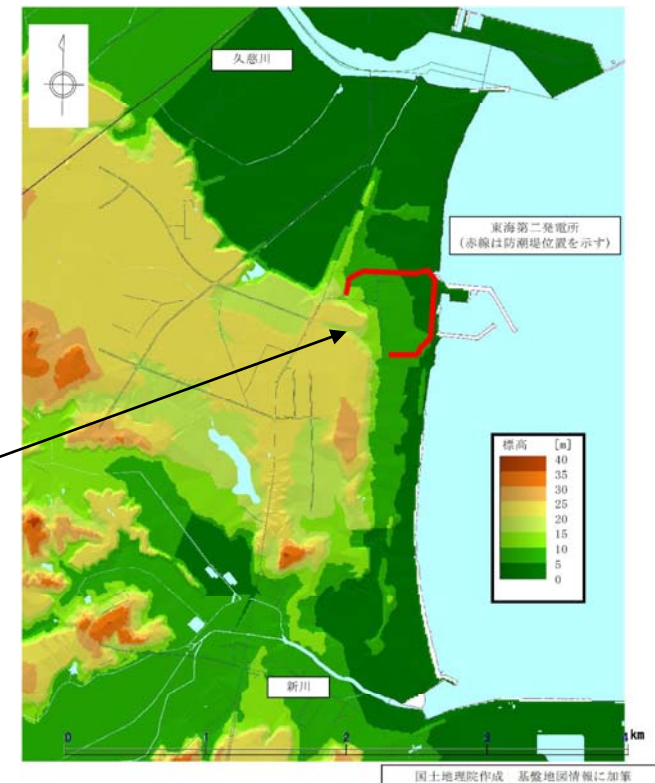 久慈川
東海第二発電所
(赤線は防潮堤位置を示す)
標高 [m]
40
35
30
25
20
15
10
5
0
新川
0 1 2 3 4 km
国土地理院作成 基盤地図情報に加筆